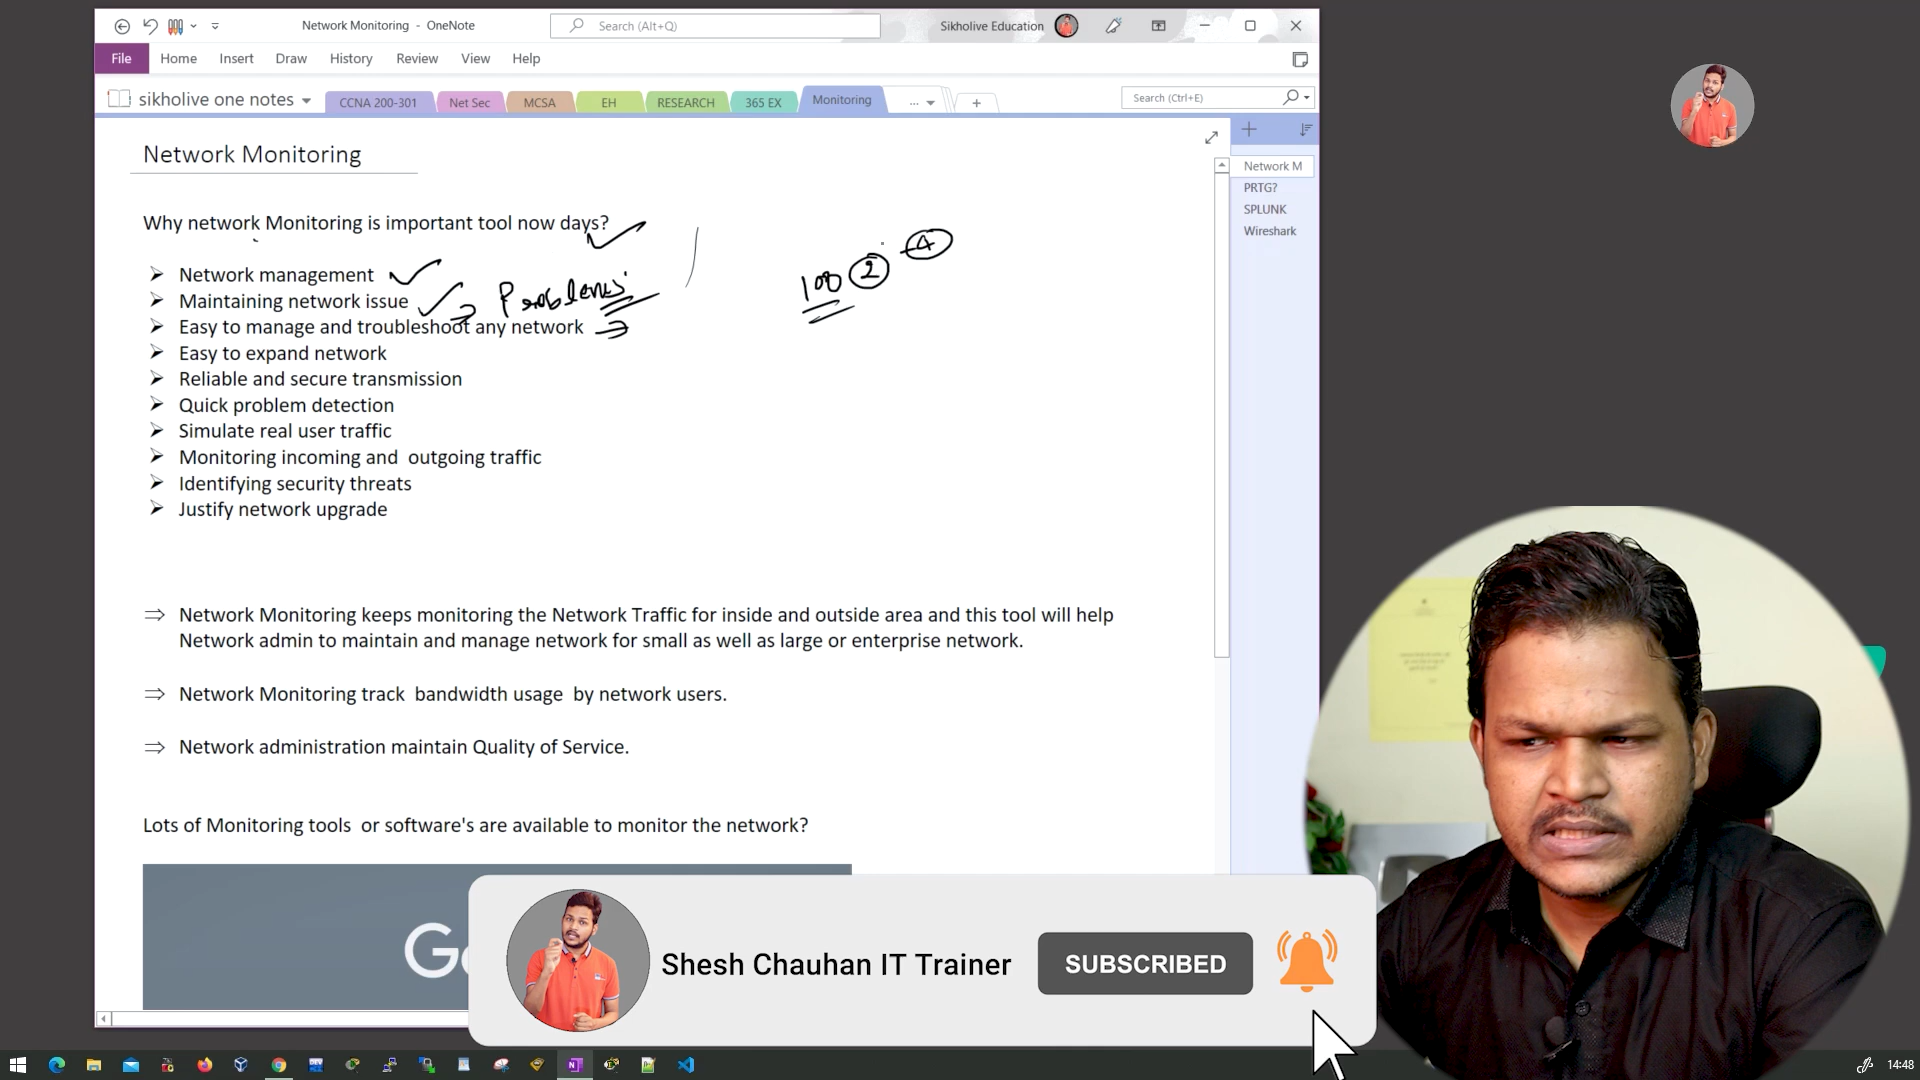 Network Monitoring - OneNote
Search (Alt+Q)
Sikholive Education
File Home Insert Draw History Review View Help
sikholive one notes
CCNA 200-301 Net Sec MCSA EH RESEARCH 365 EX Monitoring ... +
Search (Ctrl+E)
Network Monitoring
Network M
PRTG?
SPLUNK
Wireshark
Why network Monitoring is important tool now days?
Network management
Maintaining network issue
Problems
100 2 4
Easy to manage and troubleshoot any network
Easy to expand network
Reliable and secure transmission
Quick problem detection
Simulate real user traffic
Monitoring incoming and outgoing traffic
Identifying security threats
Justify network upgrade
Network Monitoring keeps monitoring the Network Traffic for inside and outside area and this tool will help
Network admin to maintain and manage network for small as well as large or enterprise network.
Network Monitoring track bandwidth usage by network users.
Network administration maintain Quality of Service.
Lots of Monitoring tools or software's are available to monitor the network?
Shesh Chauhan IT Trainer
SUBSCRIBED
14:48